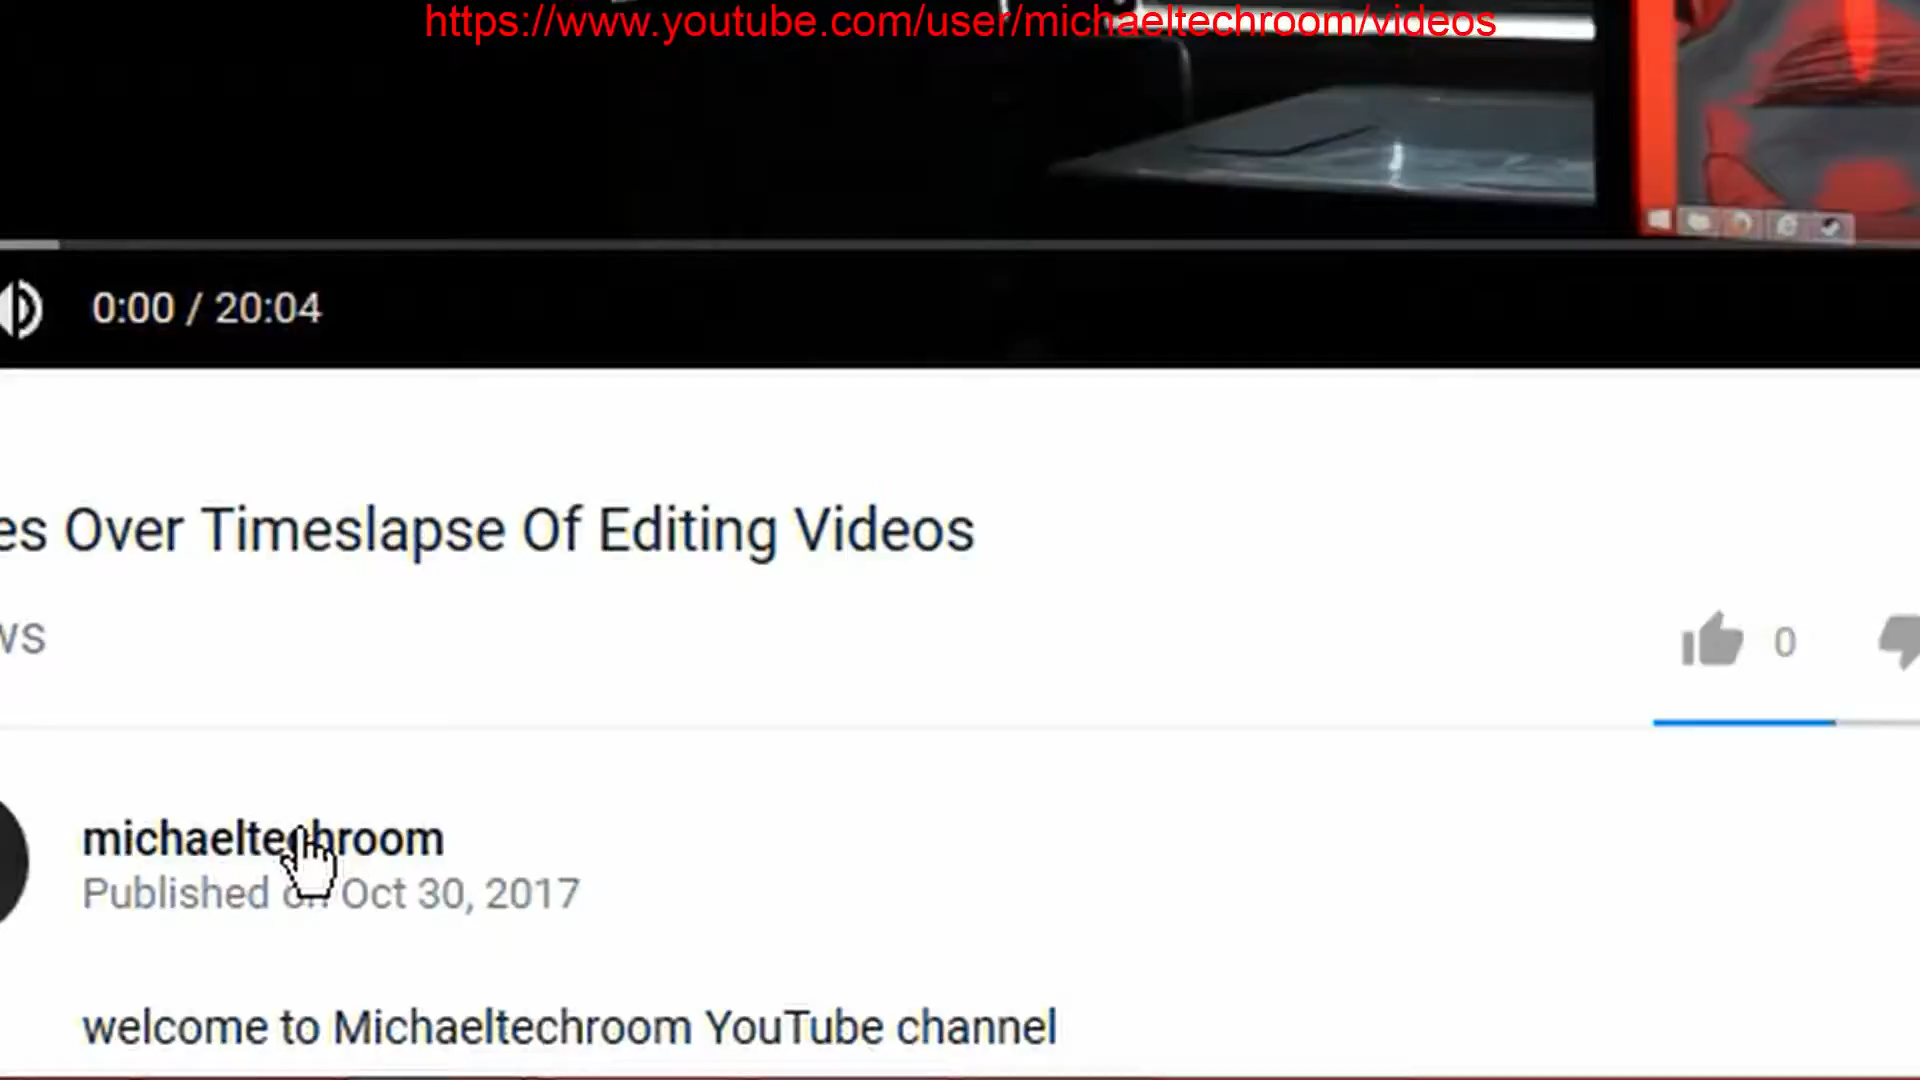 https://www.youtube.com/user/michaeltechroom/videos
0:00 / 20:04
es Over Timeslapse Of Editing Videos
ws
0
michaeltechroom
Published on Oct 30, 2017
welcome to Michaeltechroom YouTube channel